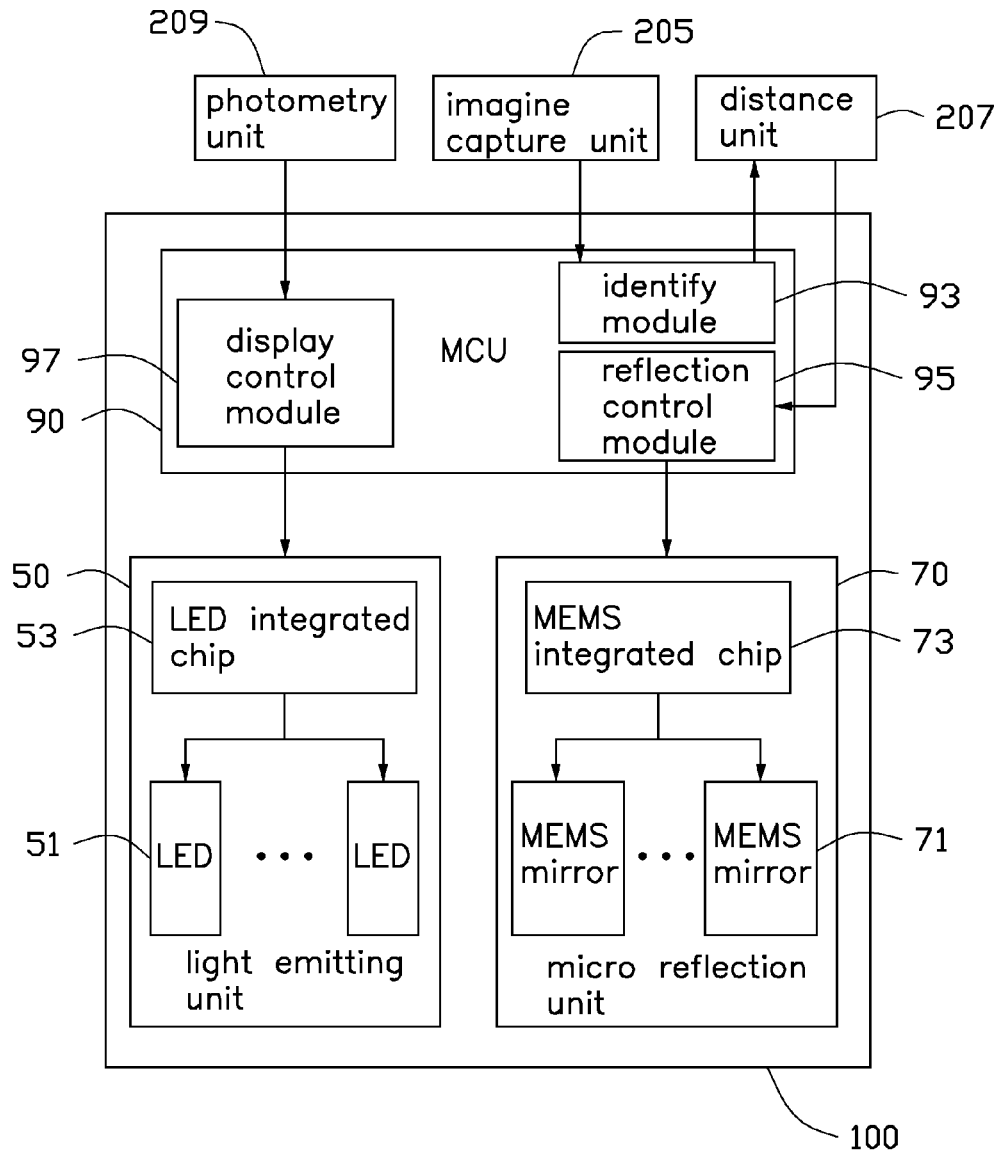 209
205
photometry
unit
imagine
capture unit
distance
unit
207
identify
module
93
97
display
control
module
MCU
reflection
control
module
95
90
50
LED integrated
chip
53
70
MEMS
integrated chip
73
51
LED
• • •
LED
MEMS
mirror
• • •
MEMS
mirror
71
light emitting
unit
micro reflection
unit
100